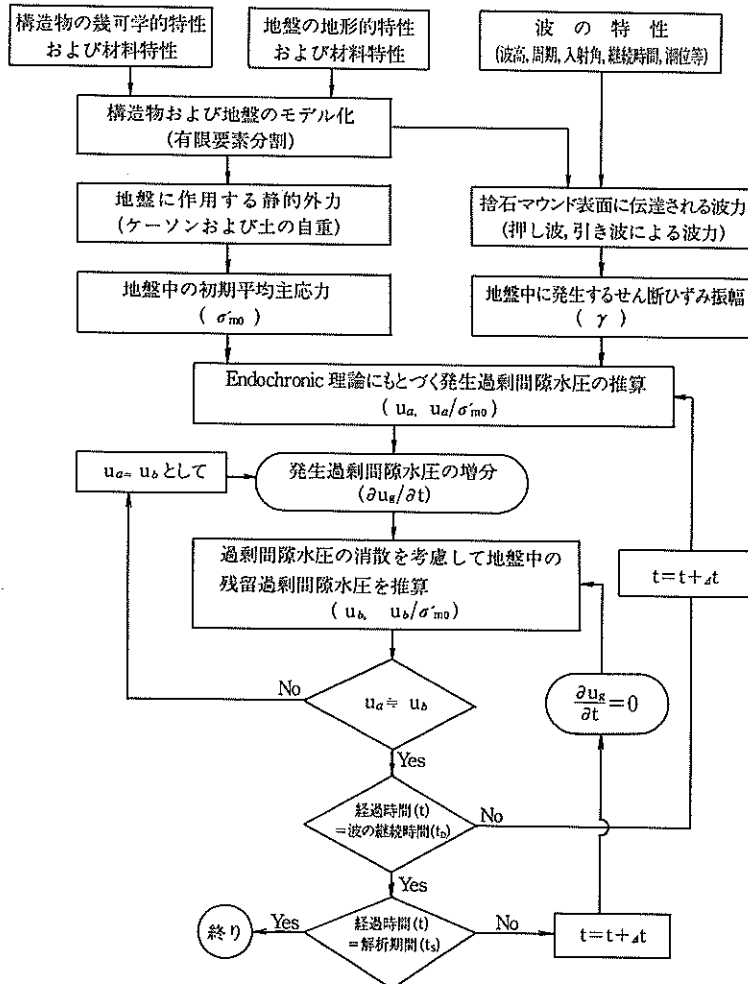 構造物の幾可学的特性
および材料特性
地盤の地形的特性
および材料特性
波の特性
(波高,周期,入射角,継続時間,潮位等)
構造物および地盤のモデル化
(有限要素分割)
地盤に作用する静的外力
(ケーソンおよび土の自重)
捨石マウンド表面に伝達される波力
(押し波,引き波による波力)
地盤中の初期平均主応力
(σ'm0)
地盤中に発生するせん断ひずみ振幅
(γ)
Endochronic 理論にもとづく発生過剰間隙水圧の推算
(ua, ua/σ'm0)
ua=ubとして
発生過剰間隙水圧の増分
(∂ug/∂t)
過剰間隙水圧の消散を考慮して地盤中の
残留過剰間隙水圧を推算
(ub, ub/σ'm0)
t=t+⊿t
No
ua≒ub
∂ug/∂t=0
Yes
経過時間(t)
=波の継続時間(tD)
No
Yes
終り
Yes
経過時間(t)
=解析期間(ts)
No
t=t+⊿t